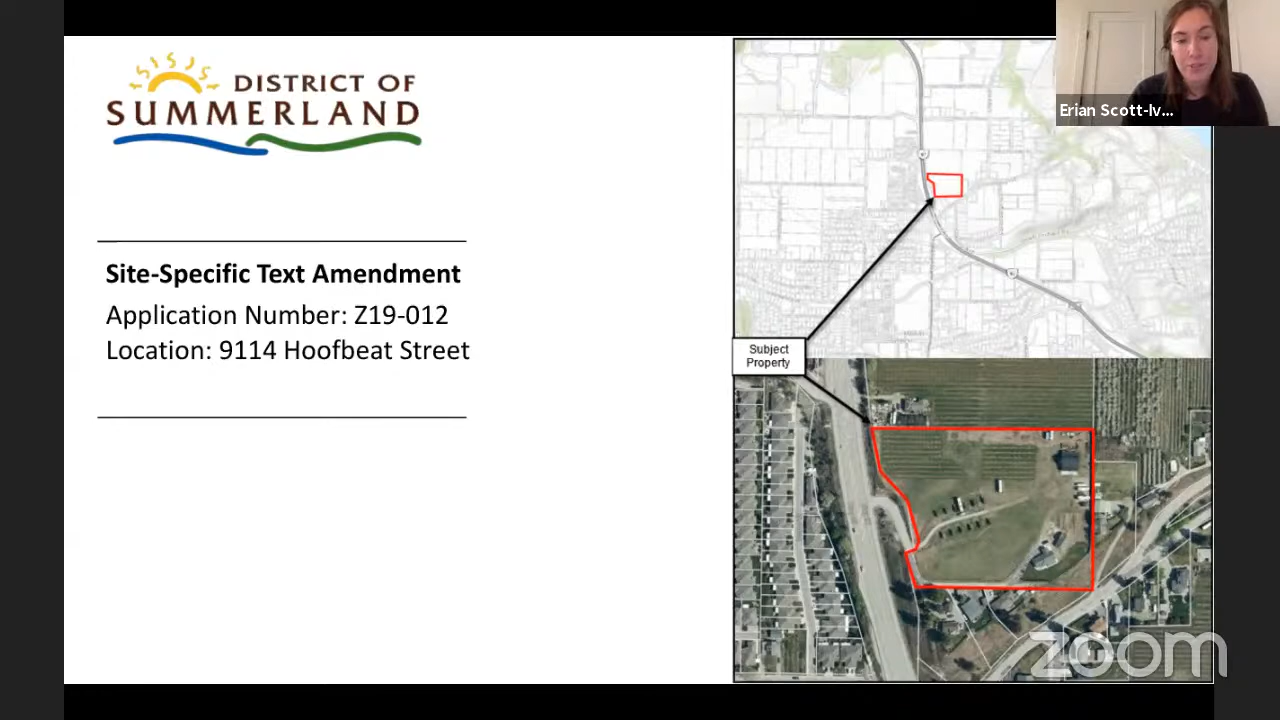 DISTRICT OF
SUMMERLAND
Erian Scott-Iv...
Site-Specific Text Amendment
Application Number: Z19-012
Location: 9114 Hoofbeat Street
Subject
Property
zoom